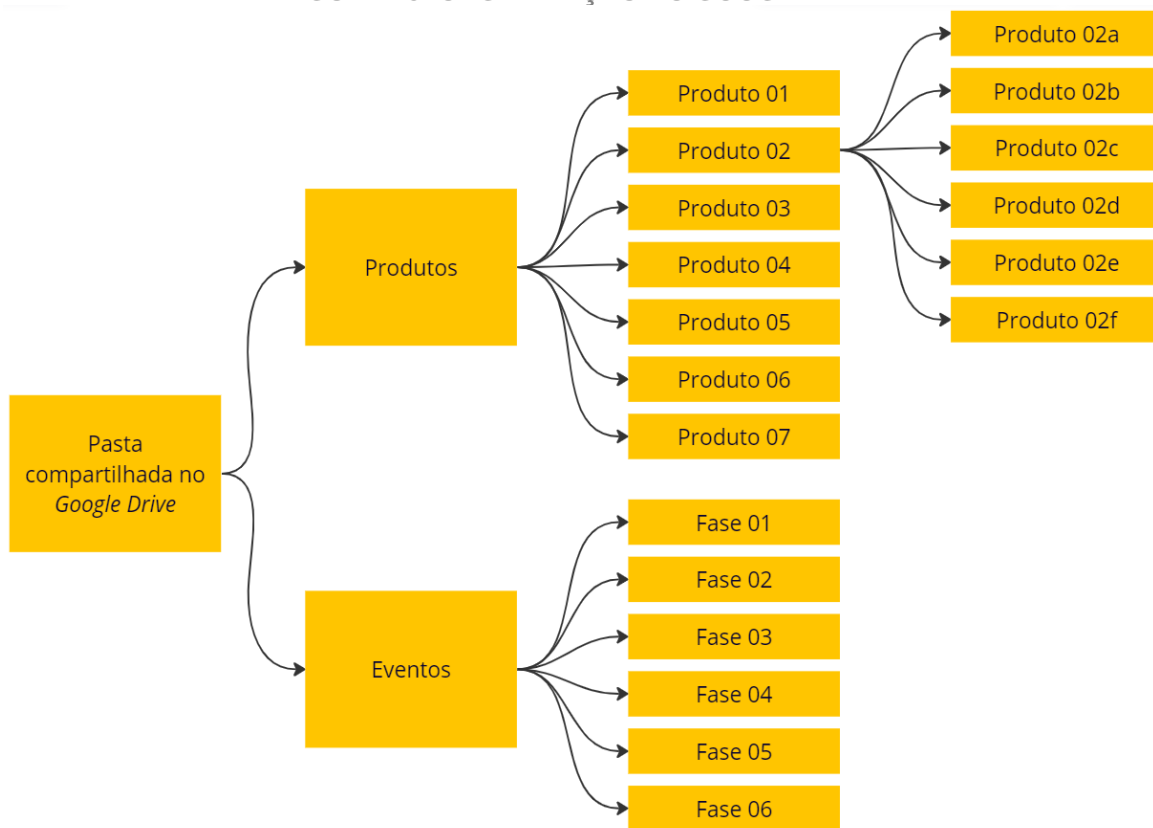 Produto 02a
Produto 01
Produto 02b
Produto 02
Produto 02c
Produto 03
Produto 02d
Produtos
Produto 04
Produto 02e
Produto 05
Produto 02f
Produto 06
Produto 07
Pasta
compartilhada no
Google Drive
Fase 01
Fase 02
Fase 03
Eventos
Fase 04
Fase 05
Fase 06